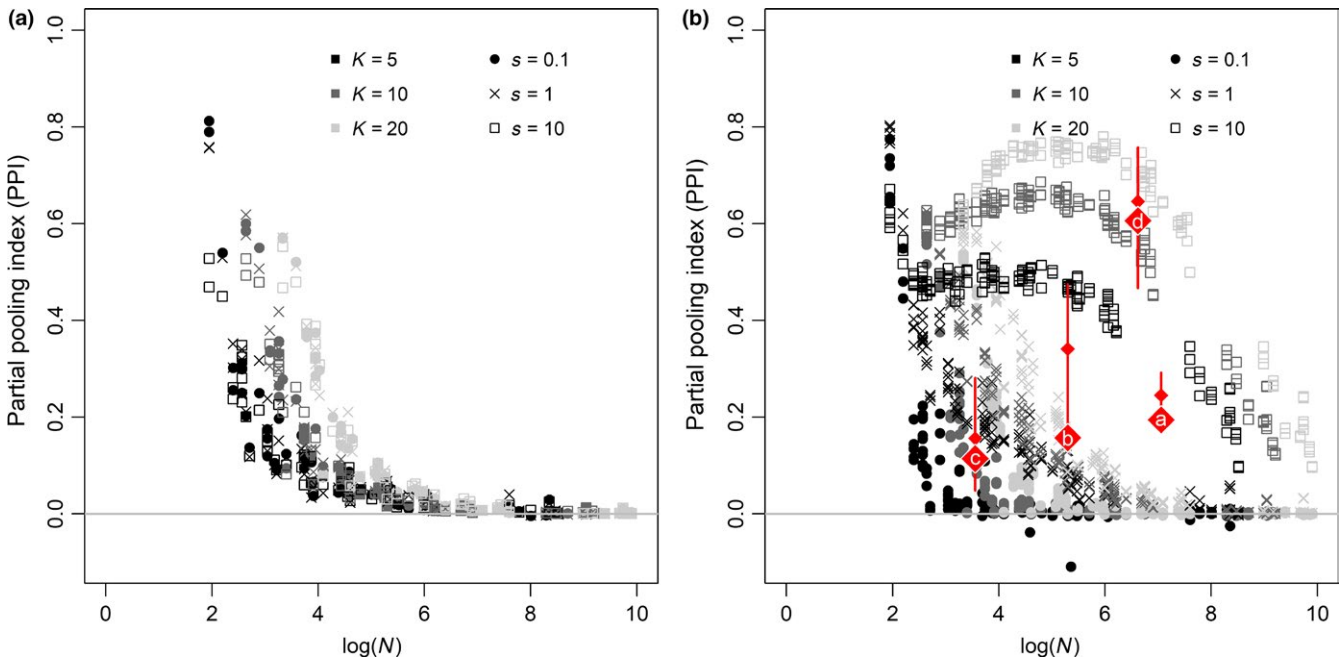 (a)
K = 5
s = 0.1
K = 10
s = 1
K = 20
s = 10
Partial pooling index (PPI)
0.0
0.2
0.4
0.6
0.8
1.0
0
2
4
6
8
10
log(N)
(b)
K = 5
s = 0.1
K = 10
s = 1
K = 20
s = 10
Partial pooling index (PPI)
0.0
0.2
0.4
0.6
0.8
1.0
d
b
a
c
0
2
4
6
8
10
log(N)